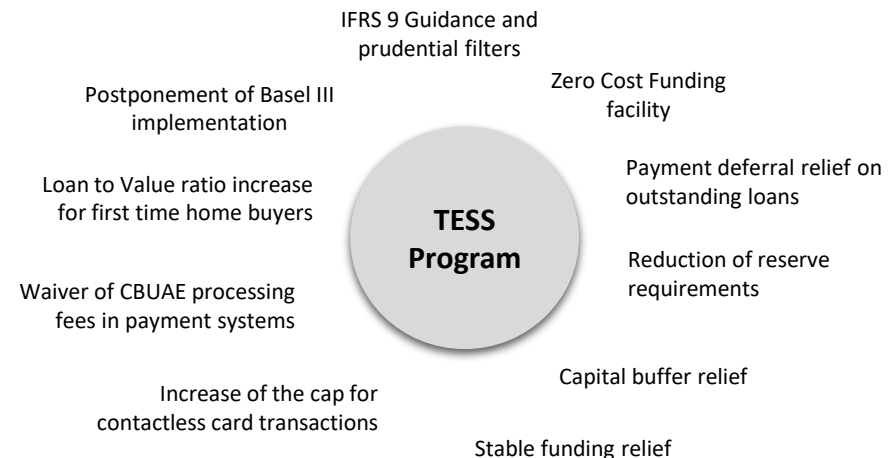 IFRS 9 Guidance and
prudential filters
Zero Cost Funding
facility
Payment deferral relief on
outstanding loans
Reduction of reserve
requirements
Capital buffer relief
Stable funding relief
Increase of the cap for
contactless card transactions
Waiver of CBUAE processing
fees in payment systems
Loan to Value ratio increase
for first time home buyers
Postponement of Basel III
implementation
TESS
Program